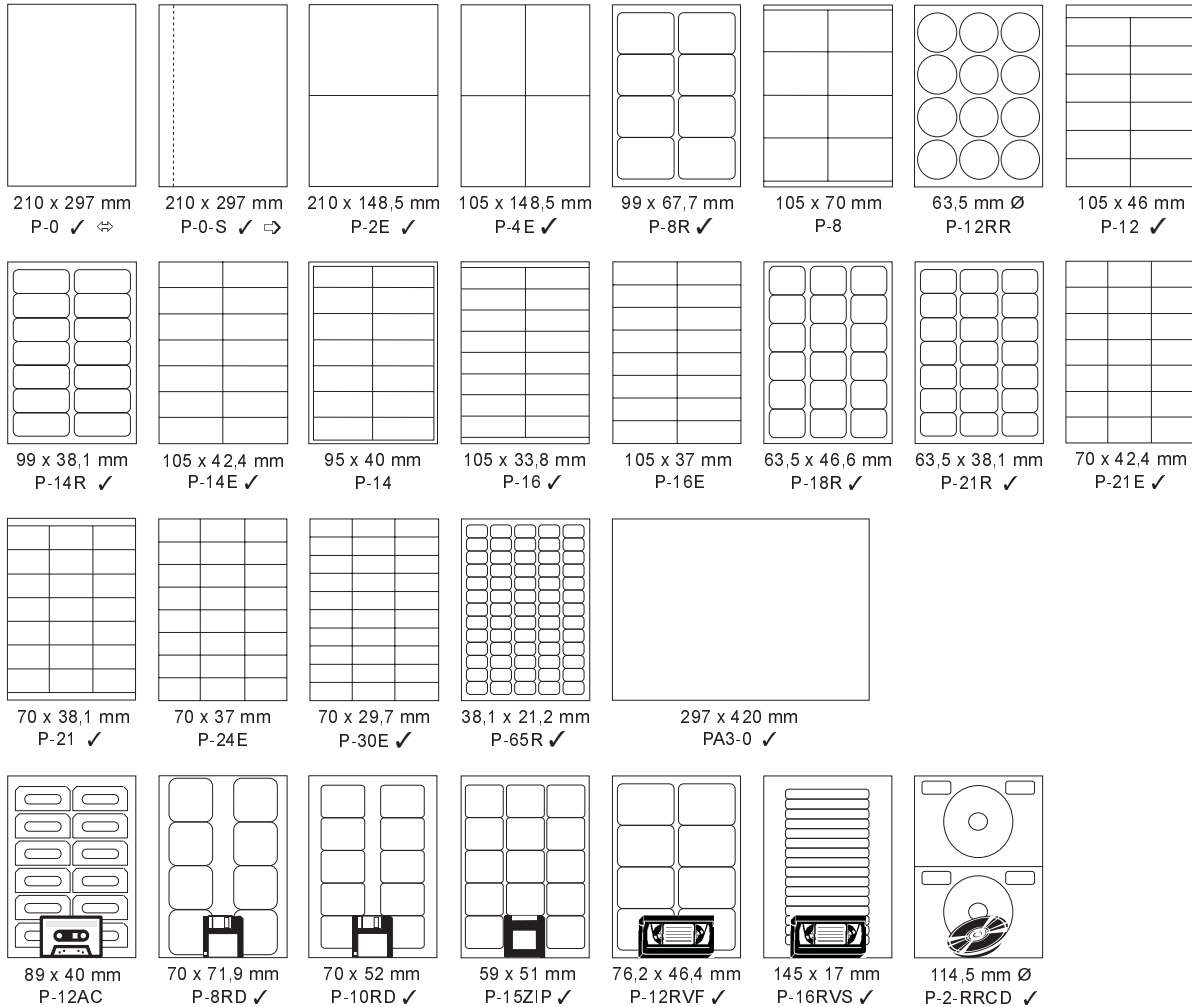 210 x 297 mm 210 x 297 mm 210 x 148,5 mm 105 x 148,5 mm 99 x 67,7 mm 105 x 70 mm 63,5 mm Ø 105 x 46 mm
P-0 ✓ ⬄ P-0-S ✓ ➩ P-2E ✓ P-4E ✓ P-8R ✓ P-8 P-12RR P-12 ✓
99 x 38,1 mm 105 x 42,4 mm 95 x 40 mm 105 x 33,8 mm 105 x 37 mm 63,5 x 46,6 mm 63,5 x 38,1 mm 70 x 42,4 mm
P-14R ✓ P-14E ✓ P-14 P-16 ✓ P-16E P-18R ✓ P-21R ✓ P-21E ✓
70 x 38,1 mm 70 x 37 mm 70 x 29,7 mm 38,1 x 21,2 mm 297 x 420 mm
P-21 ✓ P-24E P-30E ✓ P-65R ✓ PA3-0 ✓
89 x 40 mm 70 x 71,9 mm 70 x 52 mm 59 x 51 mm 76,2 x 46,4 mm 145 x 17 mm 114,5 mm Ø
P-12AC P-8RD ✓ P-10RD ✓ P-15ZIP ✓ P-12RVF ✓ P-16RVS ✓ P-2-RRCD ✓